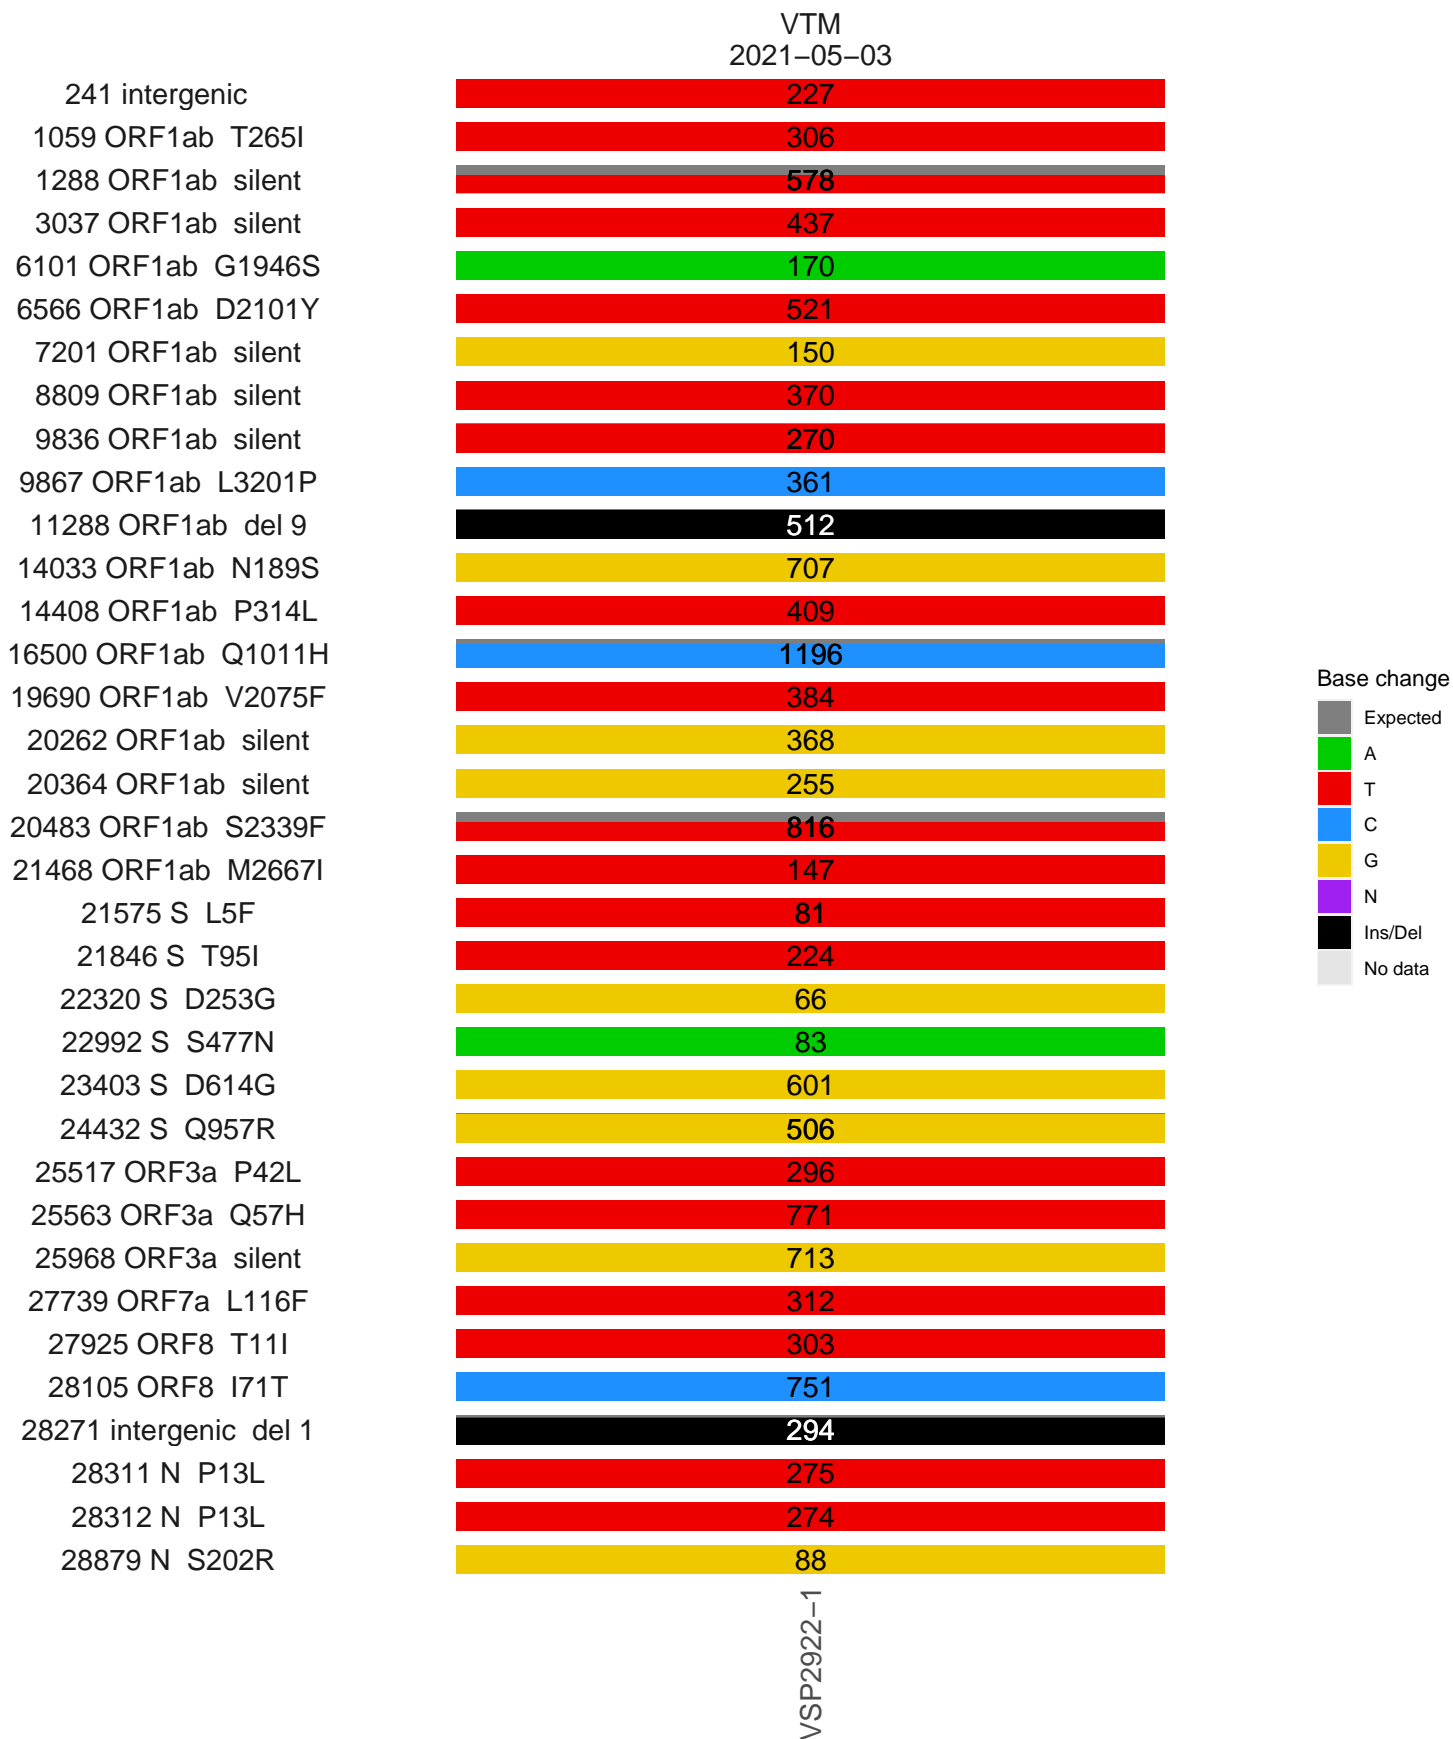 VTM
2021−05−03
241 intergenic 227
1059 ORF1ab T265I 306
1288 ORF1ab silent 578
3037 ORF1ab silent 437
6101 ORF1ab G1946S 170
6566 ORF1ab D2101Y 521
7201 ORF1ab silent 150
8809 ORF1ab silent 370
9836 ORF1ab silent 270
9867 ORF1ab L3201P 361
11288 ORF1ab del 9 512
14033 ORF1ab N189S 707
14408 ORF1ab P314L 409
16500 ORF1ab Q1011H 1196
19690 ORF1ab V2075F 384
20262 ORF1ab silent 368
20364 ORF1ab silent 255
20483 ORF1ab S2339F 816
21468 ORF1ab M2667I 147
21575 S L5F 81
21846 S T95I 224
22320 S D253G 66
22992 S S477N 83
23403 S D614G 601
24432 S Q957R 506
25517 ORF3a P42L 296
25563 ORF3a Q57H 771
25968 ORF3a silent 713
27739 ORF7a L116F 312
27925 ORF8 T11I 303
28105 ORF8 I71T 751
28271 intergenic del 1 294
28311 N P13L 275
28312 N P13L 274
28879 N S202R 88
VSP2922−1
Base change
Expected
A
T
C
G
N
Ins/Del
No data